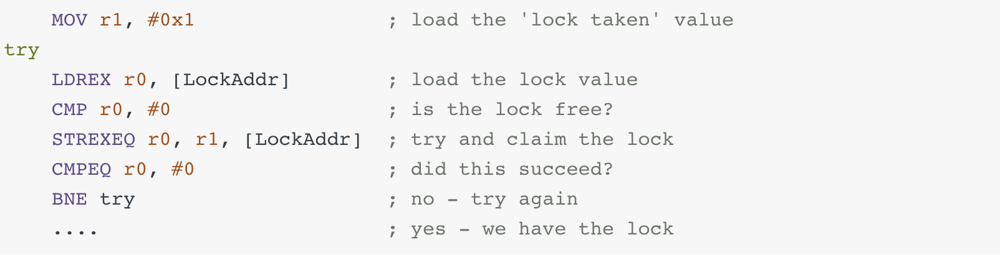 MOV r1, #0x1                ; load the 'lock taken' value
try
    LDREX r0, [LockAddr]        ; load the lock value
    CMP r0, #0                  ; is the lock free?
    STREXEQ r0, r1, [LockAddr]  ; try and claim the lock
    CMPEQ r0, #0                ; did this succeed?
    BNE try                     ; no - try again
    ....                        ; yes - we have the lock